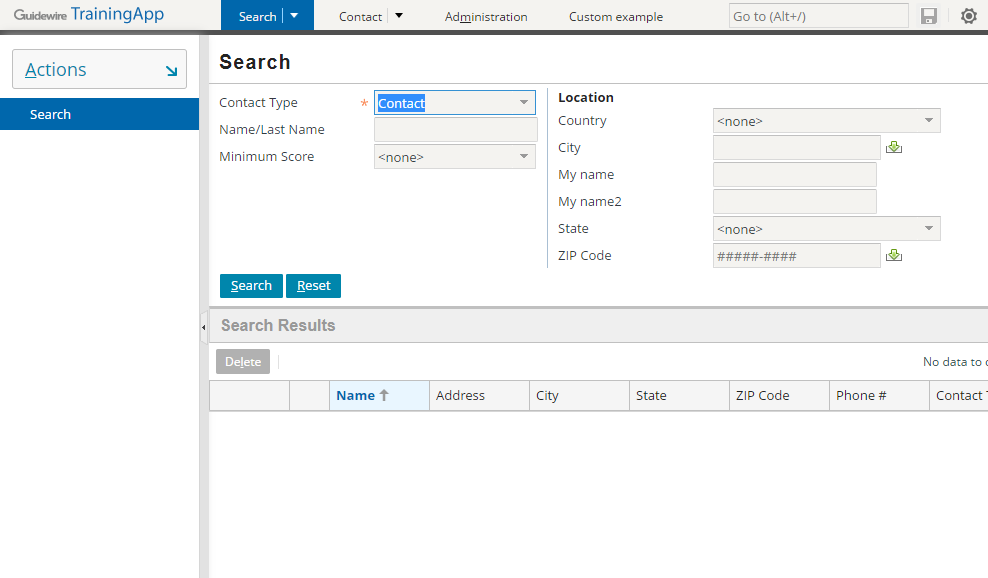 Guidewire TrainingApp Search Contact Administration Custom example Go to (Alt+/)
Actions
Search
Search
Contact Type * Contact
Name/Last Name
Minimum Score <none>
Location
Country <none>
City
My name
My name2
State <none>
ZIP Code #####-####
Search Reset
Search Results
Delete No data to
Name Address City State ZIP Code Phone # Contact